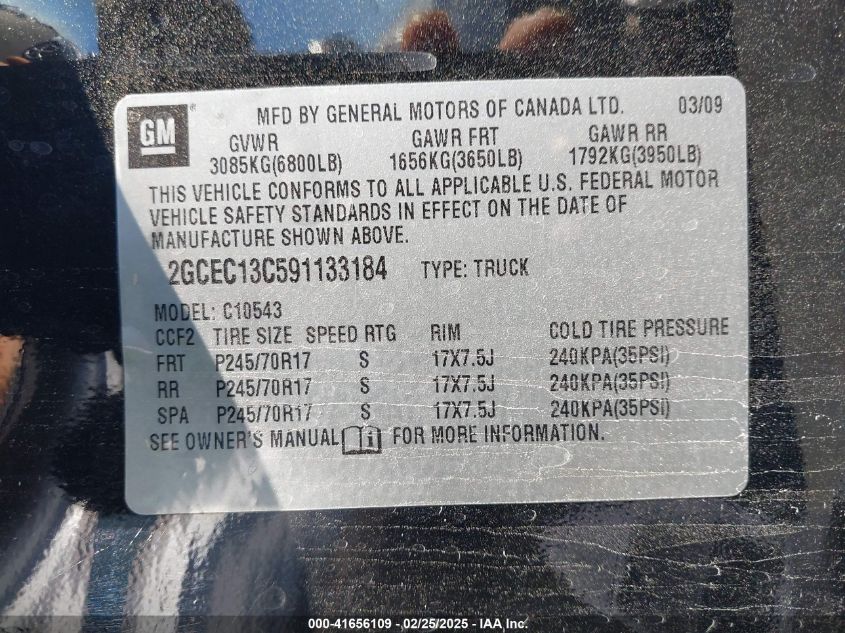 GM
MFD BY GENERAL MOTORS OF CANADA LTD. 03/09
GVWR GAWR FRT GAWR RR
3085KG(6800LB) 1656KG(3650LB) 1792KG(3950LB)
THIS VEHICLE CONFORMS TO ALL APPLICABLE U.S. FEDERAL MOTOR
VEHICLE SAFETY STANDARDS IN EFFECT ON THE DATE OF
MANUFACTURE SHOWN ABOVE.
2GCEC13C591133184 TYPE: TRUCK
MODEL: C10543
CCF2 TIRE SIZE SPEED RTG RIM COLD TIRE PRESSURE
FRT P245/70R17 S 17X7.5J 240KPA(35PSI)
RR P245/70R17 S 17X7.5J 240KPA(35PSI)
SPA P245/70R17 S 17X7.5J 240KPA(35PSI)
SEE OWNER'S MANUAL i FOR MORE INFORMATION.
000-41656109 - 02/25/2025 - IAA Inc.